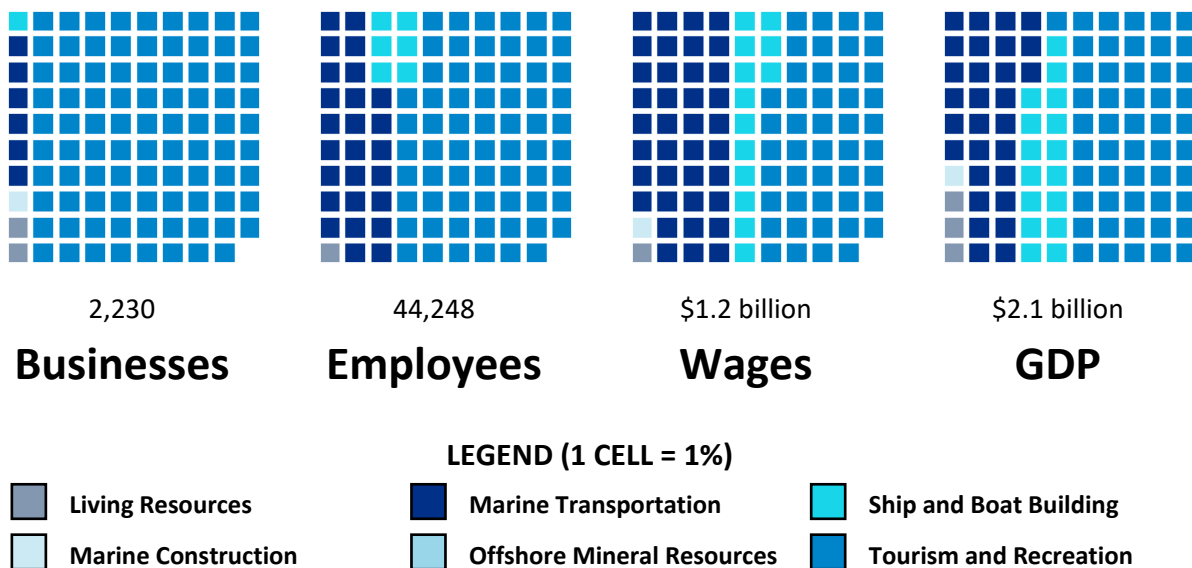 2,230 44,248 $1.2 billion $2.1 billion
Businesses Employees Wages GDP
LEGEND (1 CELL = 1%)
Living Resources Marine Transportation Ship and Boat Building
Marine Construction Offshore Mineral Resources Tourism and Recreation